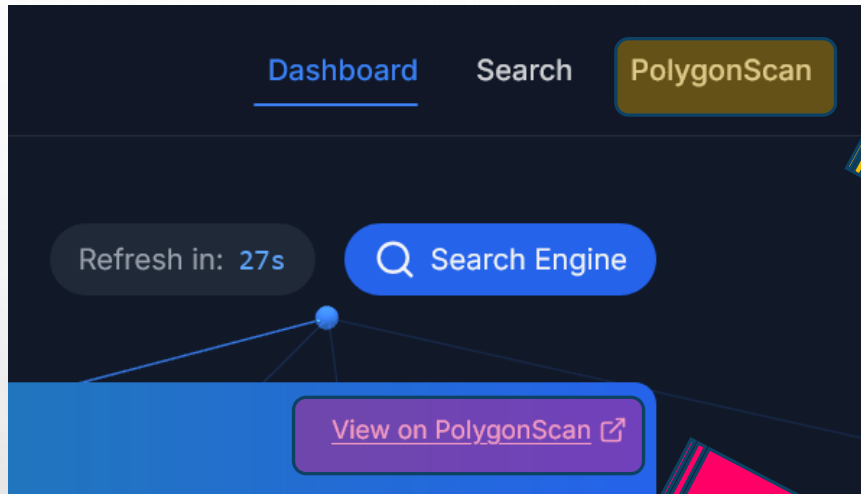 Dashboard Search PolygonScan
Refresh in: 27s Search Engine
View on PolygonScan